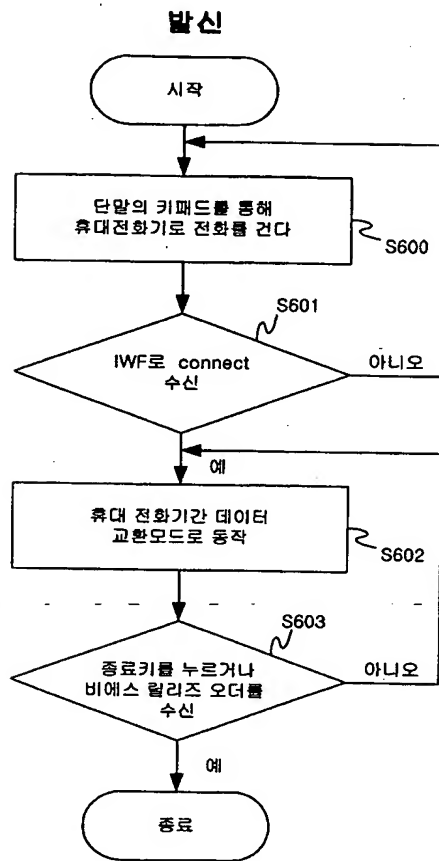 발신
시작
단말의 키패드를 통해
휴대전화기로 전화를 건다
S600
S601
IWF로 connect
수신
아니오
예
휴대 전화기간 데이터
교환모드로 동작
S602
S603
종료키를 누르거나
비에스 릴리즈 오더를
수신
아니오
예
종료